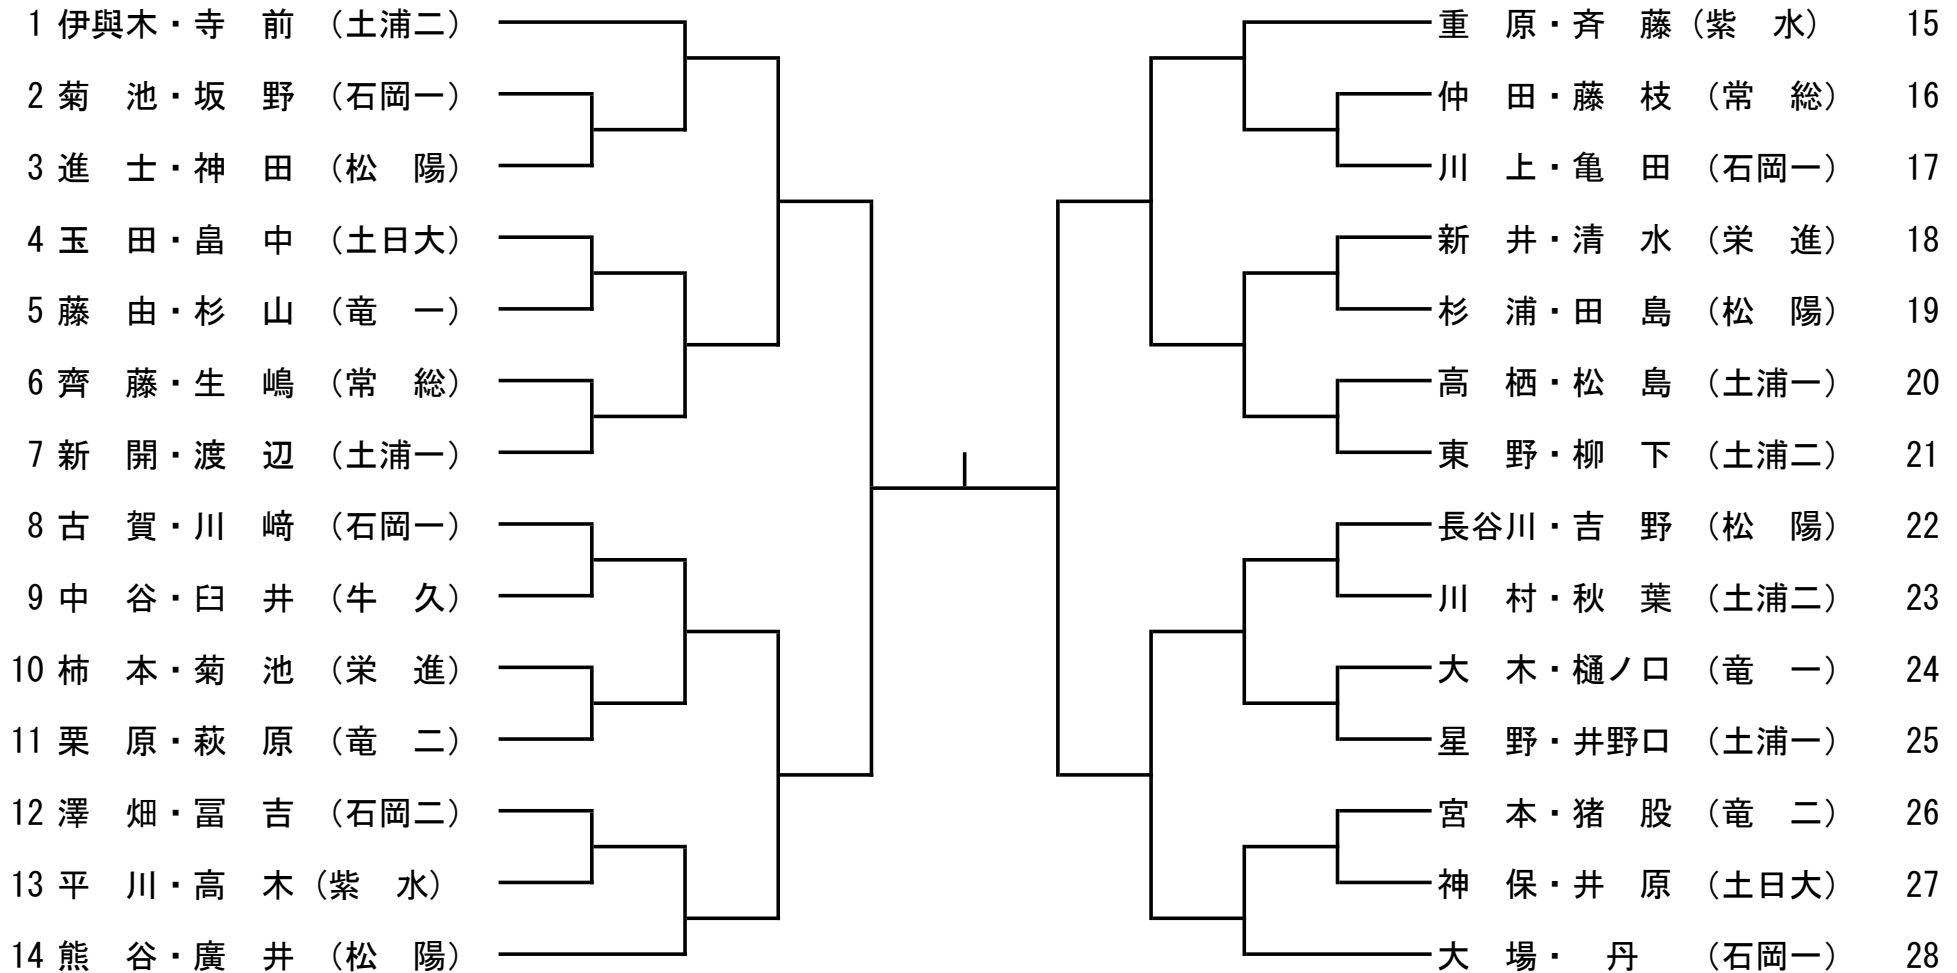 1 伊與木・寺　前　（土浦二）
2 菊　池・坂　野　（石岡一）
3 進　士・神　田　（松　陽）
4 玉　田・畠　中　（土日大）
5 藤　由・杉　山　（竜　一）
6 齊　藤・生　嶋　（常　総）
7 新　開・渡　辺　（土浦一）
8 古　賀・川　﨑　（石岡一）
9 中　谷・臼　井　（牛　久）
10 柿　本・菊　池　（栄　進）
11 栗　原・萩　原　（竜　二）
12 澤　畑・冨　吉　（石岡二）
13 平　川・高　木（紫　水）
14 熊　谷・廣　井　（松　陽）
重　原・斉　藤（紫　水）　15
仲　田・藤　枝　（常　総）　16
川　上・亀　田　（石岡一）　17
新　井・清　水　（栄　進）　18
杉　浦・田　島　（松　陽）　19
高　栖・松　島　（土浦一）　20
東　野・柳　下　（土浦二）　21
長谷川・吉　野　（松　陽）　22
川　村・秋　葉　（土浦二）　23
大　木・樋ノ口　（竜　一）　24
星　野・井野口　（土浦一）　25
宮　本・猪　股　（竜　二）　26
神　保・井　原　（土日大）　27
大　場・　丹　　（石岡一）　28